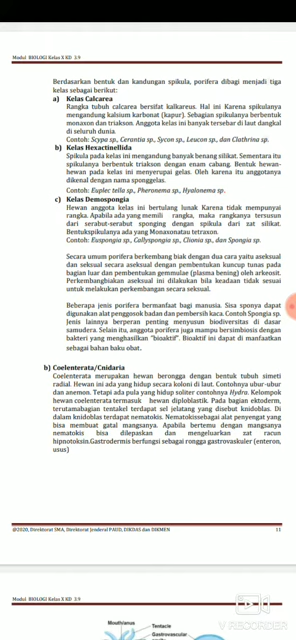 Modul BIOLOGI Kelas X KD 3.9
Berdasarkan bentuk dan kandungan spikula, porifera dibagi menjadi tiga
kelas sebagai berikut:
a) Kelas Calcarea
Rangka tubuh calcarea bersifat kalkareus. Hal ini Karena spikulanya
mengandung kalsium karbonat (kapur). Sebagian spikulanya berbentuk
monaxon dan triakson. Anggota kelas ini banyak tersebar di laut dangkal
di seluruh dunia.
Contoh: Scypa sp., Cerantia sp., Sycon sp., Leucon sp., dan Clathrina sp.
b) Kelas Hexactinellida
Spikula pada kelas ini mengandung banyak benang silikat. Sementara itu
spikulanya berbentuk triakson dengan enam cabang. Bentuk hewan-
hewan pada kelas ini menyerupai gelas. Oleh karena itu anggotanya
dikenal dengan nama sponggelas.
Contoh: Euplec tella sp., Pheronema sp., Hyalonema sp.
c) Kelas Demospongia
Hewan anggota kelas ini bertulang lunak Karena tidak mempunyai
rangka. Apabila ada yang memili rangka, maka rangkanya tersusun
dari serabut-serabut sponging dengan spikula dari zat silikat.
Bentukspikulanya ada yang Monaxonatau tetraxon.
Contoh: Euspongia sp., Callyspongia sp., Clionia sp., dan Spongia sp.
Secara umum porifera berkembang biak dengan dua cara yaitu aseksual
dan seksual secara aseksual dengan pembentukan kuncup tunas pada
bagian luar dan pembentukan gemmulae (plasma bening) oleh arkeosit.
Perkembangbiakan aseksual ini dilakukan bila keadaan tidak sesuai
untuk melakukan perkembangan secara seksual.
Beberapa jenis porifera bermanfaat bagi manusia. Sisa sponya dapat
digunakan alat penggosok badan dan pembersih kaca. Contoh Spongia sp.
Jenis lainnya berperan penting menyusun biodiversitas di dasar
samudera. Selain itu, anggota porifera juga mampu bersimbiosis dengan
bakteri yang menghasilkan "bioaktif". Bioaktif ini dapat di manfaatkan
sebagai bahan baku obat.
b) Coelenterata/Cnidaria
Coelenterata merupakan hewan berongga dengan bentuk tubuh simeti
radial. Hewan ini ada yang hidup secara koloni di laut. Contohnya ubur-ubur
dan anemon. Tetapi ada pula yang hidup soliter contohnya Hydra. Kelompok
hewan coelenterata termasuk hewan diploblastik. Pada bagian ektoderm,
terutamabagian tentakel terdapat sel jelatang yang disebut knidoblas. Di
dalam knidoblas terdapat nematokis. Nematokissebagai alat penyengat yang
bisa membuat gatal mangsanya. Apabila bertemu dengan mangsanya
nematokis bisa dilepaskan dan mengeluarkan zat racun
hipnotoksin.Gastrodermis berfungsi sebagai rongga gastrovaskuler (enteron,
usus)
@2020, Direktorat SMA, Direktorat Jenderal PAUD, DIKDAS dan DIKMEN
11
Modul BIOLOGI Kelas X KD 3.9
Mouth/anus
Tentacle
Gastrovascular
VIVAVIDEO